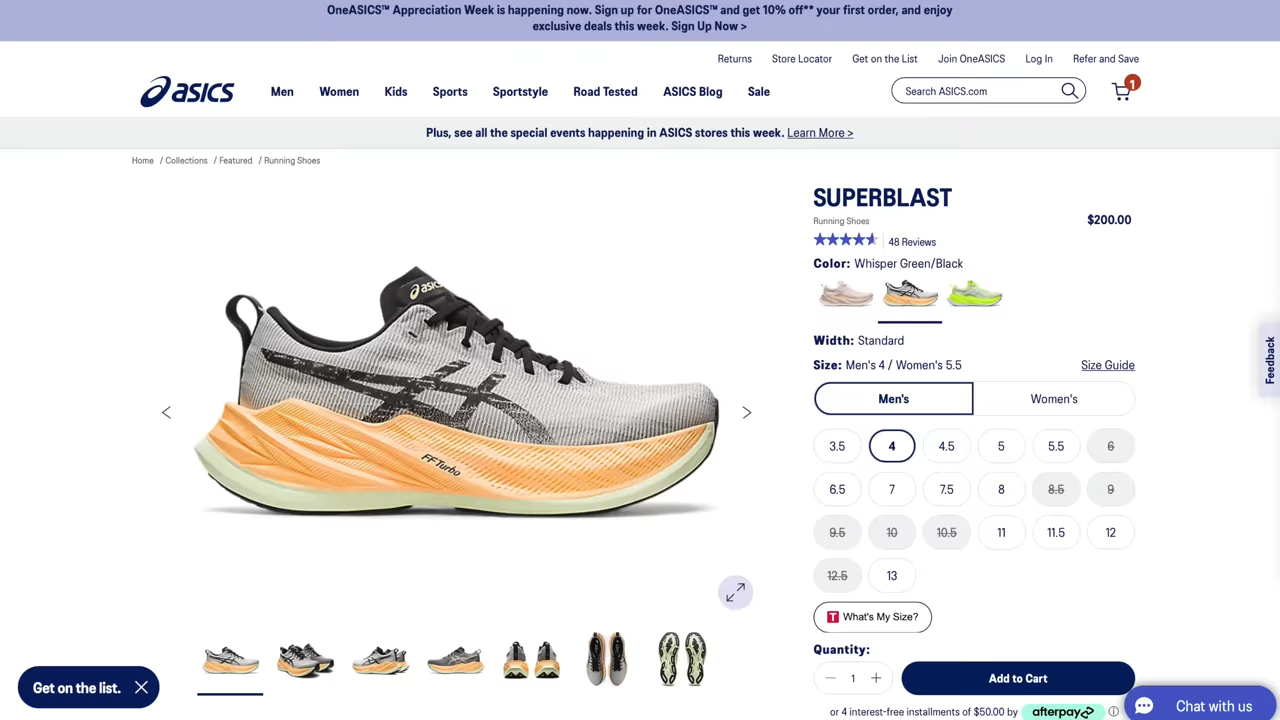 OneASICS™ Appreciation Week is happening now. Sign up for OneASICS™ and get 10% off** your first order, and enjoy
exclusive deals this week. Sign Up Now >
Returns Store Locator Get on the List Join OneASICS Log In Refer and Save
asics Men Women Kids Sports Sportstyle Road Tested ASICS Blog Sale Search ASICS.com 1
Plus, see all the special events happening in ASICS stores this week. Learn More >
Home / Collections / Featured / Running Shoes
SUPERBLAST
Running Shoes
$200.00
48 Reviews
Color: Whisper Green/Black
Width: Standard
Size: Men's 4 / Women's 5.5 Size Guide
Men's Women's
3.5 4 4.5 5 5.5 6
6.5 7 7.5 8 8.5 9
9.5 10 10.5 11 11.5 12
12.5 13
T What's My Size?
Quantity:
1 Add to Cart
or 4 interest-free installments of $50.00 by afterpay
asics
FF Turbo
Feedback
Get on the list.
Chat with us